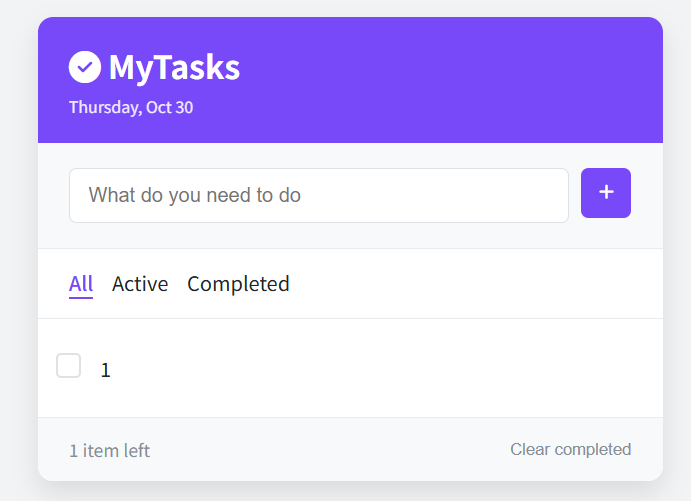 MyTasks
Thursday, Oct 30
What do you need to do
+
All Active Completed
1
1 item left Clear completed